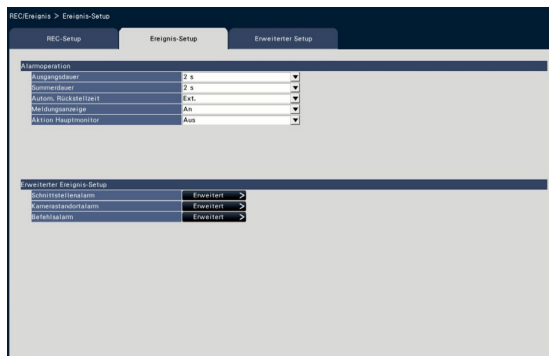 REC/Ereignis > Ereignis-Setup
REC-Setup Ereignis-Setup Erweiterter Setup
Alarmoperation
Ausgangsdauer 2 s
Summerdauer 2 s
Autom. Rückstellzeit Ext.
Meldungsanzeige An
Aktion Hauptmonitor Aus
Erweiterter Ereignis-Setup
Schnittstellenalarm Erweitert >
Kamerastandortalarm Erweitert >
Befehlsalarm Erweitert >